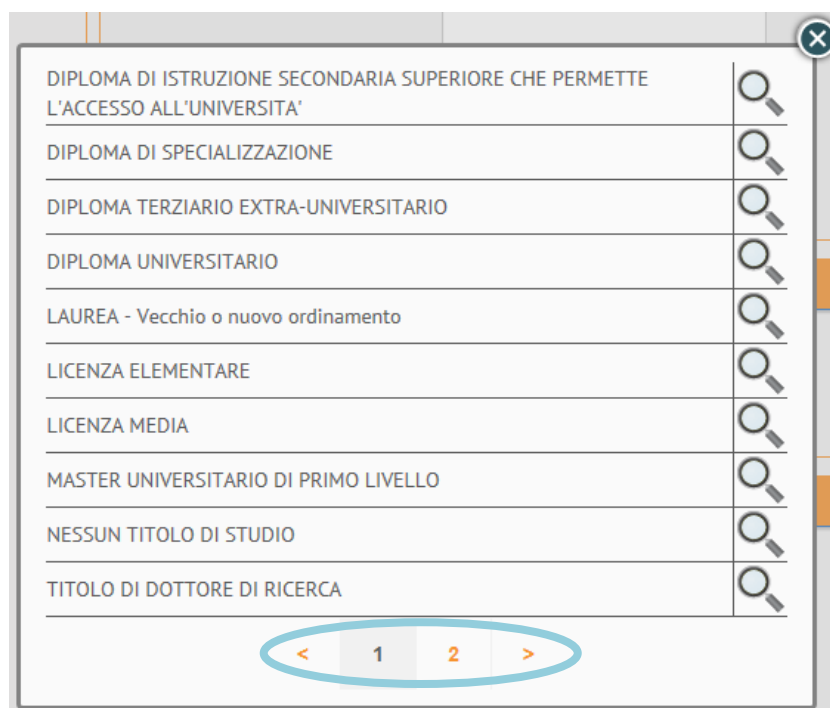 DIPLOMA DI ISTRUZIONE SECONDARIA SUPERIORE CHE PERMETTE
L'ACCESSO ALL'UNIVERSITA'
DIPLOMA DI SPECIALIZZAZIONE
DIPLOMA TERZIARIO EXTRA-UNIVERSITARIO
DIPLOMA UNIVERSITARIO
LAUREA - Vecchio o nuovo ordinamento
LICENZA ELEMENTARE
LICENZA MEDIA
MASTER UNIVERSITARIO DI PRIMO LIVELLO
NESSUN TITOLO DI STUDIO
TITOLO DI DOTTORE DI RICERCA
< 1 2 >